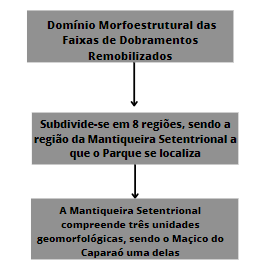 Domínio Morfoestrutural das
Faixas de Dobramentos
Remobilizados
Subdivide-se em 8 regiões, sendo a
região da Mantiqueira Setentrional a
que o Parque se localiza
A Mantiqueira Setentrional
compreende três unidades
geomorfológicas, sendo o Maçico do
Caparaó uma delas